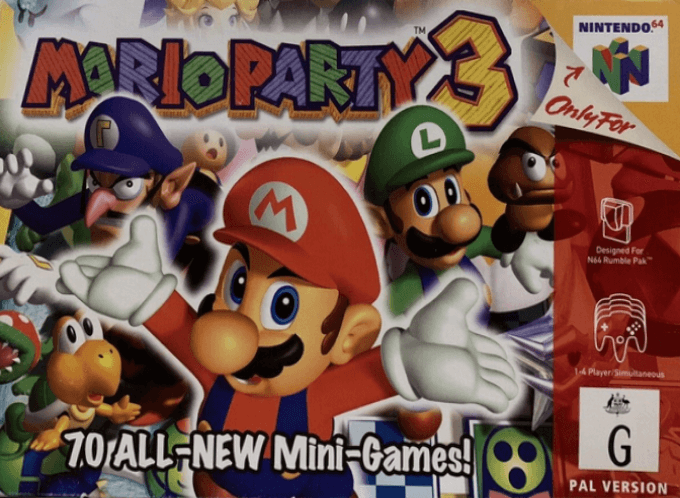 MARIO PARTY 3
TM
NINTENDO 64
Only For
M
L
Γ
Designed For
N64 Rumble Pak™
1-4 Player/Simultaneous
70 ALL-NEW Mini-Games!
G
PAL VERSION